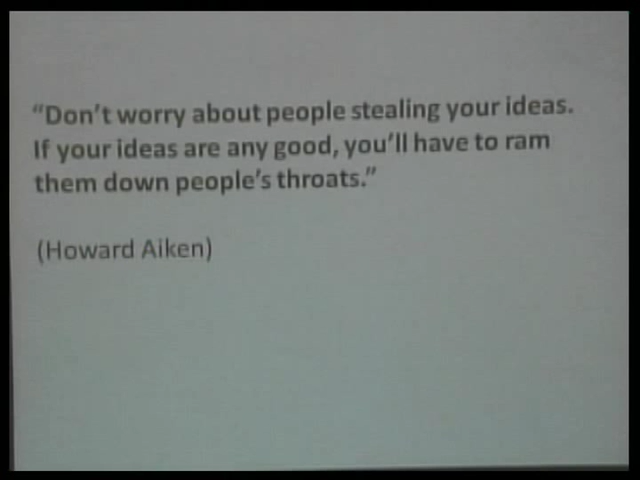 “Don’t worry about people stealing your ideas.
If your ideas are any good, you’ll have to ram
them down people’s throats.”
(Howard Aiken)